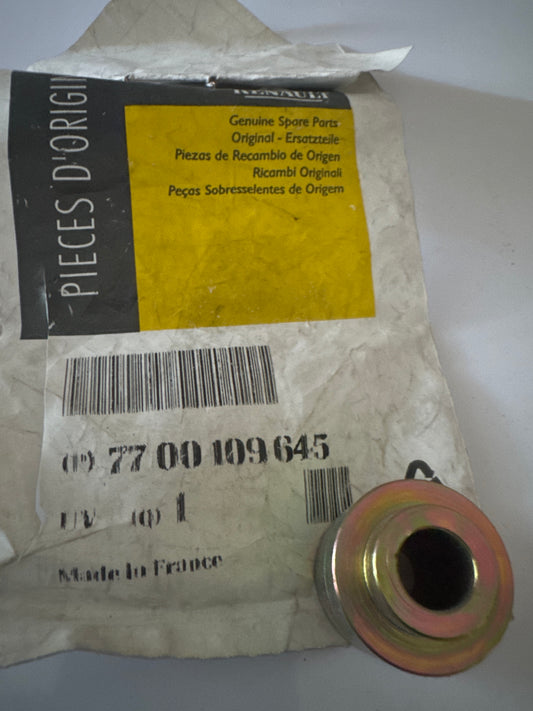 PIECES D'ORIGIN
RENAULT
Genuine Spare Parts
Original - Ersatzteile
Piezas de Recambio de Origen
Ricambi Originali
Peças Sobresselentes de Origem
(P) 77 00 109 645
UV (Q) 1
Made In France